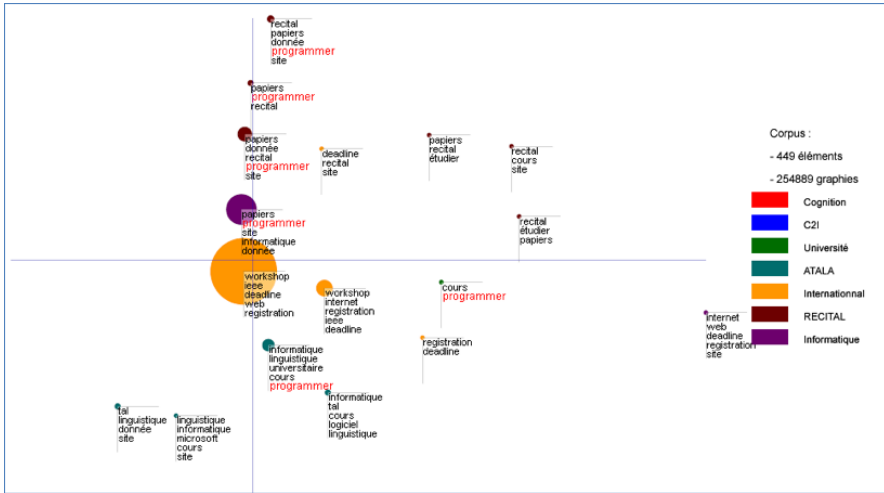 recital
papiers
donnée
programmer
site
papiers
programmer
recital
papiers
donnée
recital
programmer
site
deadline
recital
site
papiers
recital
étudier
recital
cours
site
papiers
programmer
site
informatique
donnée
recital
étudier
papiers
workshop
ieee
deadline
web
registration
workshop
internet
registration
ieee
deadline
cours
programmer
registration
deadline
internet
web
deadline
registration
site
informatique
linguistique
universitaire
cours
programmer
informatique
tal
cours
logiciel
linguistique
tal
linguistique
donnée
site
linguistique
informatique
microsoft
cours
site
Corpus :
- 449 éléments
- 254889 graphies
Cognition
C2I
Université
ATALA
Internationnal
RECITAL
Informatique